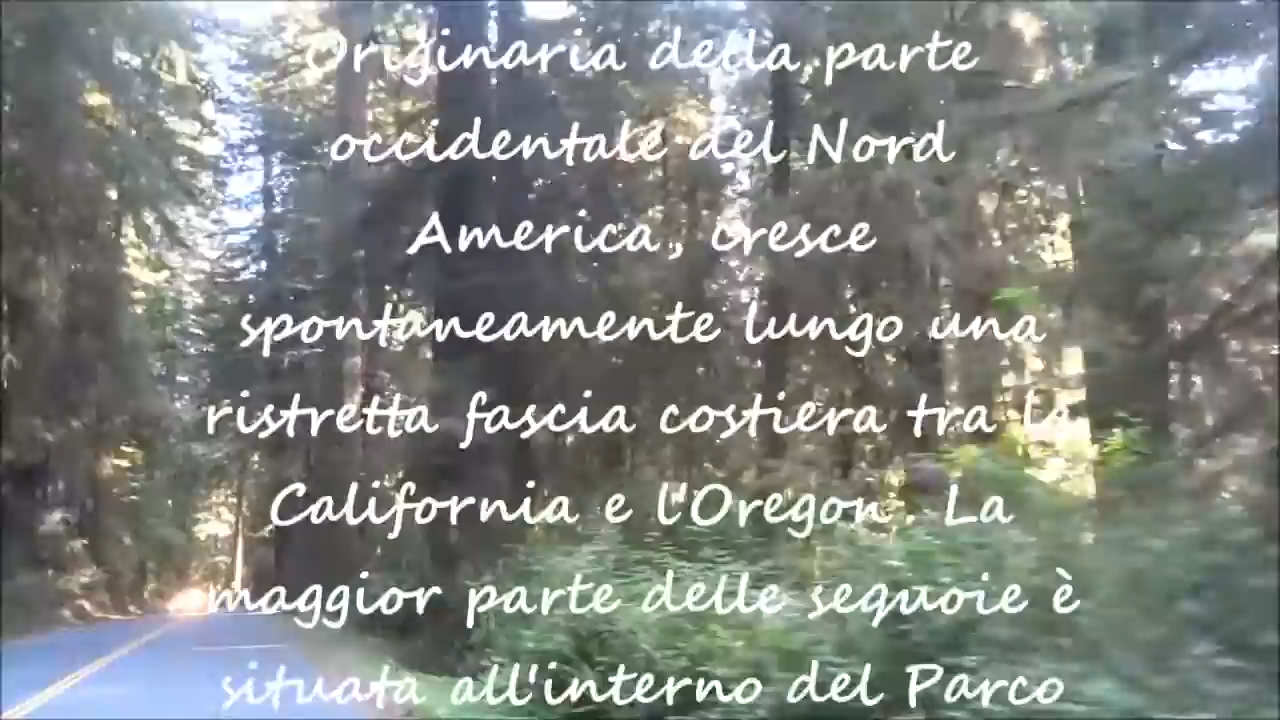 Originaria della parte
occidentale del Nord
America, cresce
spontaneamente lungo una
ristretta fascia costiera tra la
California e l'Oregon. La
maggior parte delle sequoie è
situata all'interno del Parco